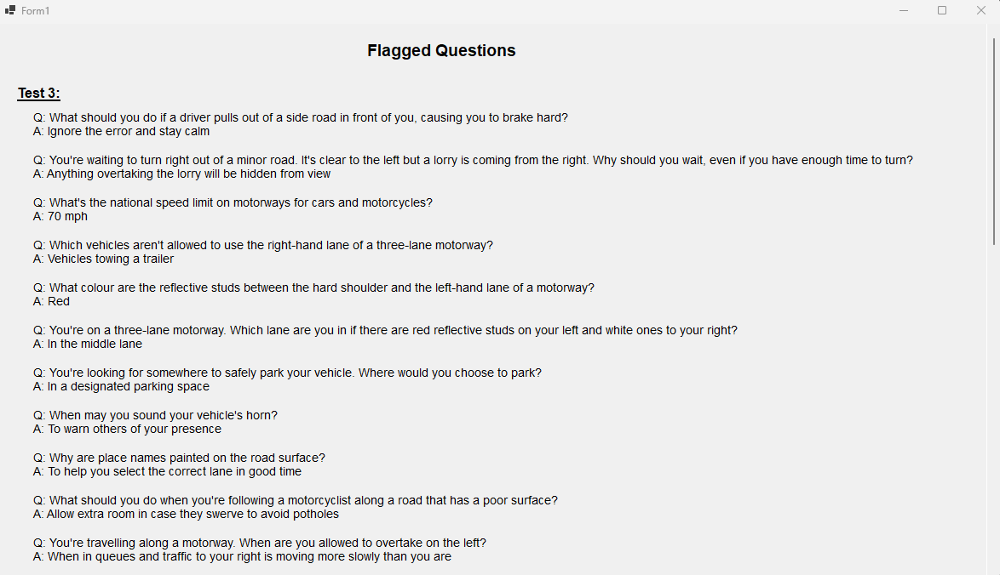 Form1
Flagged Questions
Test 3:
Q: What should you do if a driver pulls out of a side road in front of you, causing you to brake hard?
A: Ignore the error and stay calm
Q: You're waiting to turn right out of a minor road. It's clear to the left but a lorry is coming from the right. Why should you wait, even if you have enough time to turn?
A: Anything overtaking the lorry will be hidden from view
Q: What's the national speed limit on motorways for cars and motorcycles?
A: 70 mph
Q: Which vehicles aren't allowed to use the right-hand lane of a three-lane motorway?
A: Vehicles towing a trailer
Q: What colour are the reflective studs between the hard shoulder and the left-hand lane of a motorway?
A: Red
Q: You're on a three-lane motorway. Which lane are you in if there are red reflective studs on your left and white ones to your right?
A: In the middle lane
Q: You're looking for somewhere to safely park your vehicle. Where would you choose to park?
A: In a designated parking space
Q: When may you sound your vehicle's horn?
A: To warn others of your presence
Q: Why are place names painted on the road surface?
A: To help you select the correct lane in good time
Q: What should you do when you're following a motorcyclist along a road that has a poor surface?
A: Allow extra room in case they swerve to avoid potholes
Q: You're travelling along a motorway. When are you allowed to overtake on the left?
A: When in queues and traffic to your right is moving more slowly than you are